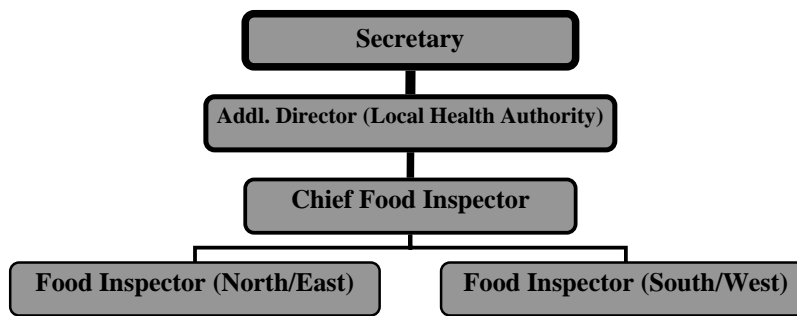 Secretary
Addl. Director (Local Health Authority)
Chief Food Inspector
Food Inspector (North/East)
Food Inspector (South/West)